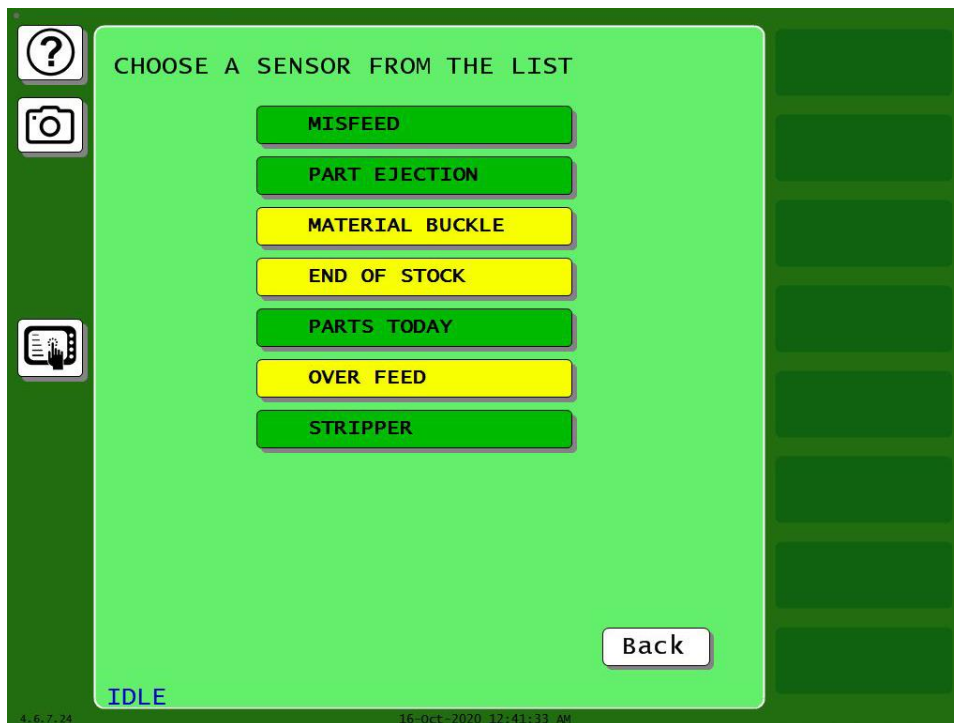 ?
CHOOSE A SENSOR FROM THE LIST
MISFEED
PART EJECTION
MATERIAL BUCKLE
END OF STOCK
PARTS TODAY
OVER FEED
STRIPPER
Back
IDLE
4.6.7.24
16-Oct-2020 12:41:33 AM